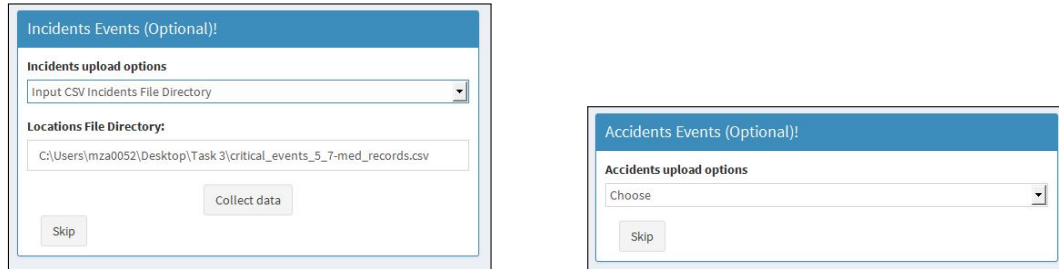 Incidents Events (Optional)!
Incidents upload options
Input CSV Incidents File Directory
Locations File Directory:
C:\Users\mza0052\Desktop\Task 3\critical_events_5_7-med_records.csv
Collect data
Skip
Accidents Events (Optional)!
Accidents upload options
Choose
Skip